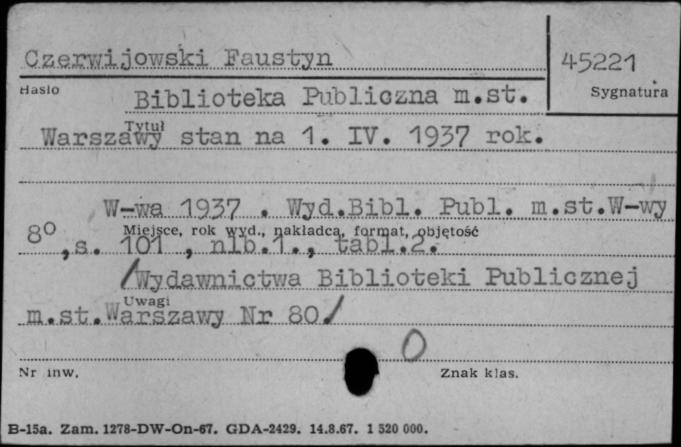 Czerwijowski Faustyn
45221
Hasło
Sygnatura
Biblioteka Publiczna m.st.
Tytuł
Warszawy stan na 1. IV. 1937 rok.
W-wa 1937 . Wyd.Bibl. Publ. m.st.W-wy
Miejsce, rok wyd., nakładca, format, objętość
8° ,s. 101 , nlb.1., tabl.2.
/Wydawnictwa Biblioteki Publicznej
Uwagi
m.st.Warszawy Nr 80/
0
Nr inw.
Znak klas.
B-15a. Zam. 1278-DW-On-67. GDA-2429. 14.8.67. 1 520 000.